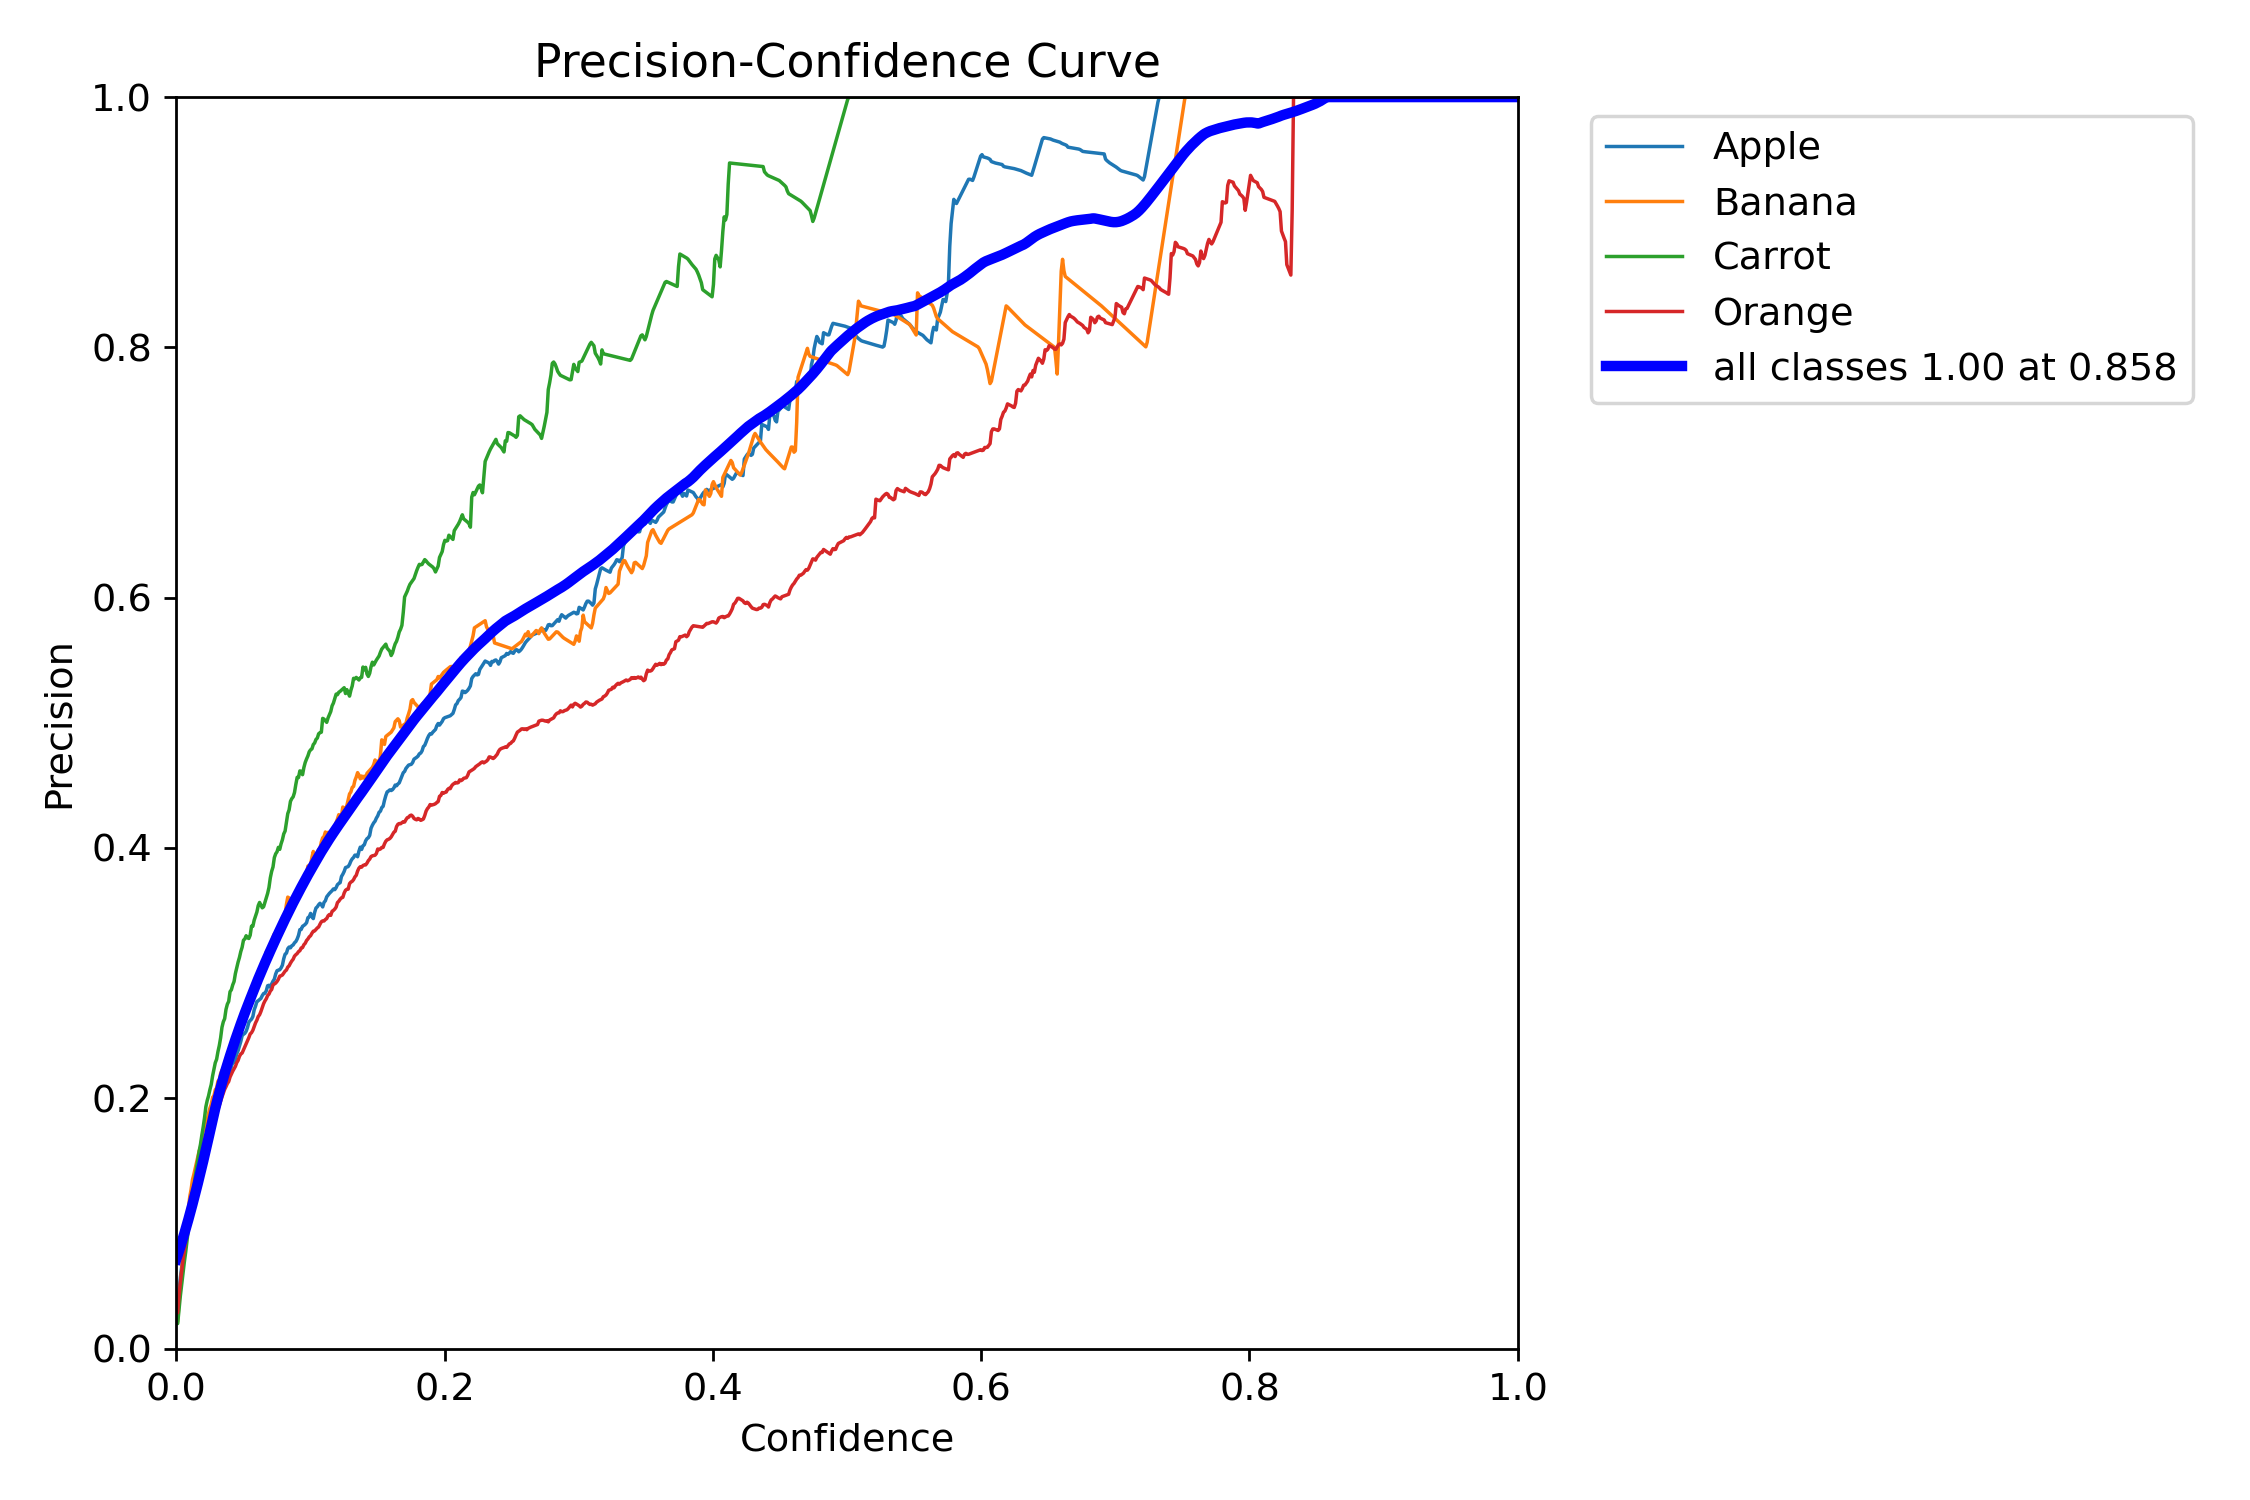 Precision-Confidence Curve
1.0
0.8
0.6
0.4
0.2
0.0
Precision
0.0 0.2 0.4 0.6 0.8 1.0
Confidence
Apple
Banana
Carrot
Orange
all classes 1.00 at 0.858